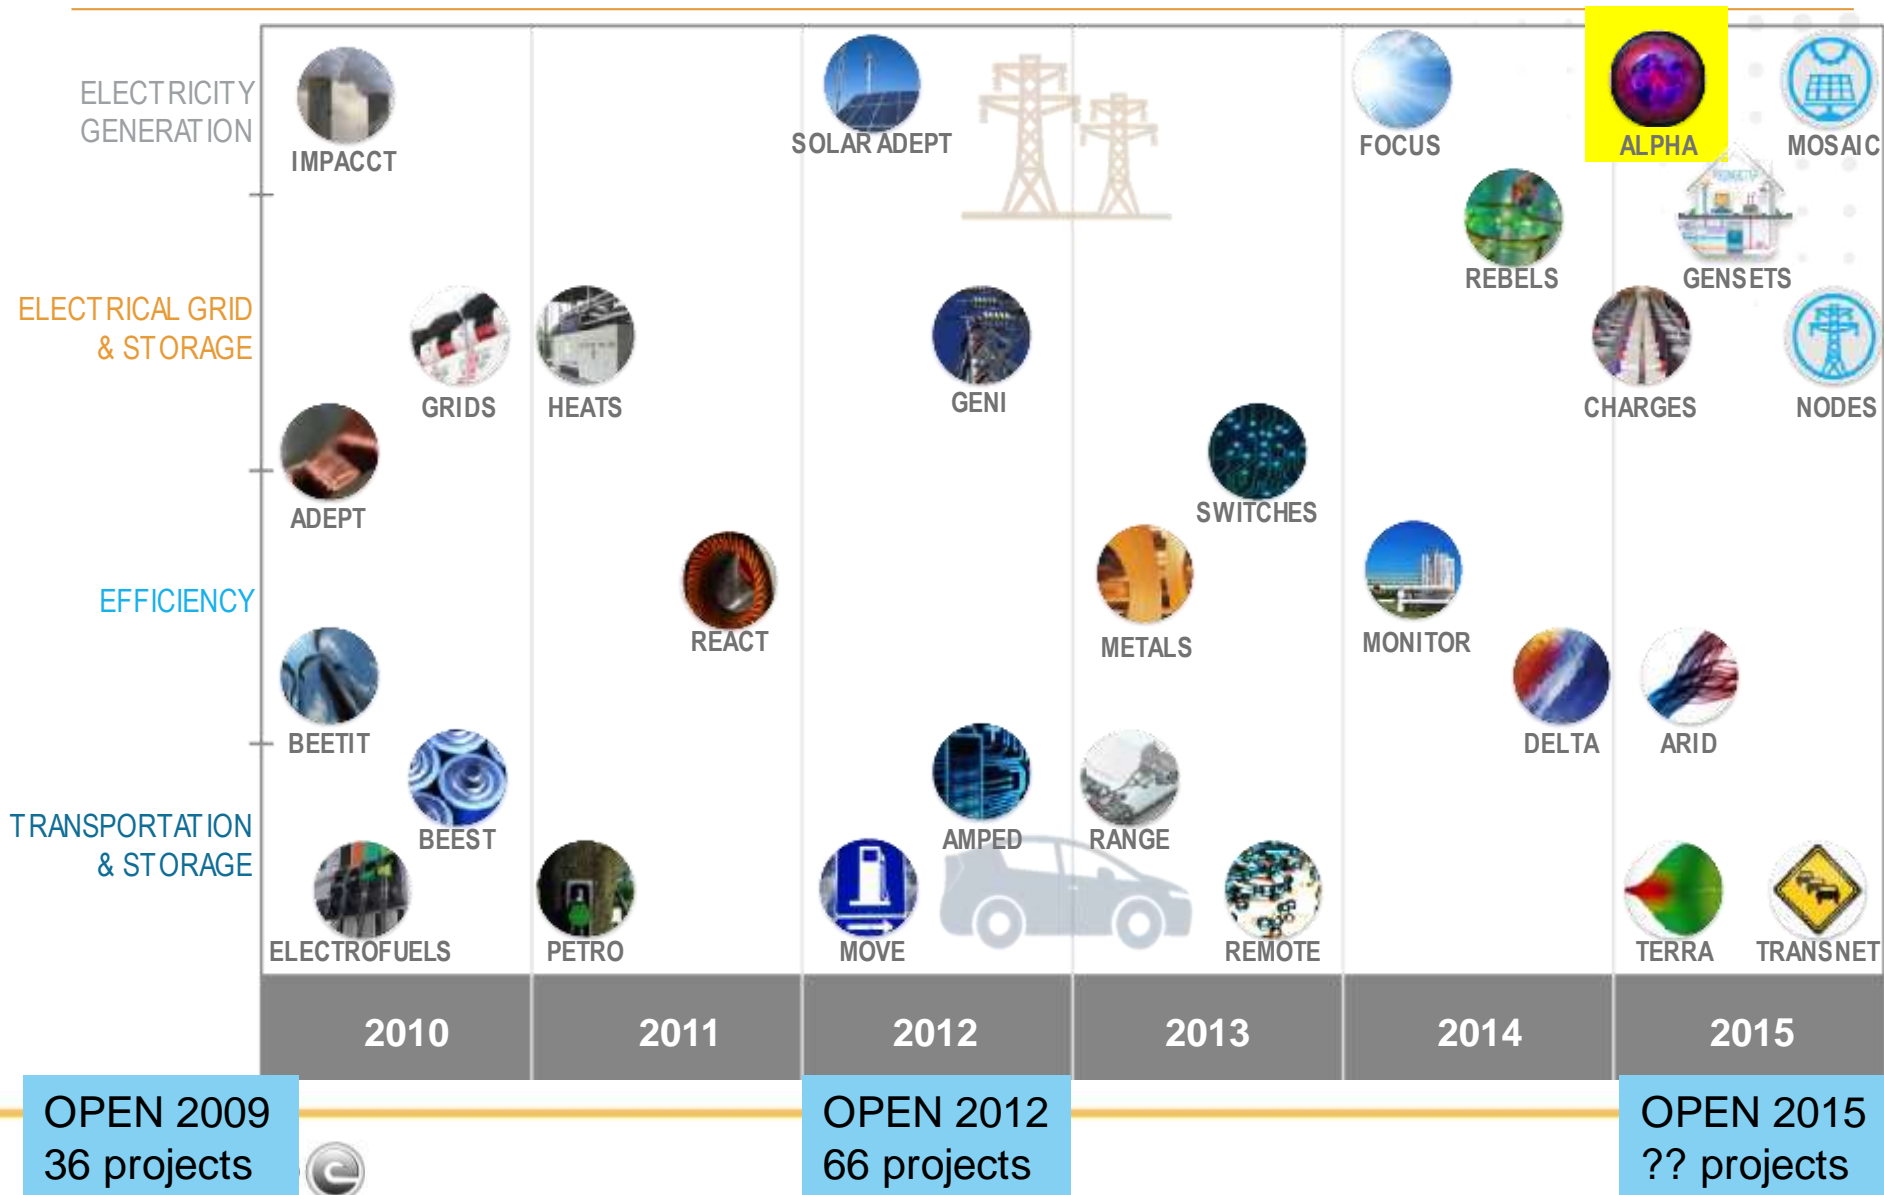 ELECTRICITY
GENERATION
IMPACCT
SOLAR ADEPT
FOCUS
ALPHA
MOSAIC
REBELS
GENSETS
ELECTRICAL GRID
& STORAGE
GRIDS
HEATS
GENI
CHARGES
NODES
ADEPT
SWITCHES
EFFICIENCY
REACT
METALS
MONITOR
BEETIT
DELTA
ARID
TRANSPORTATION
& STORAGE
BEEST
AMPED
RANGE
ELECTROFUELS
PETRO
MOVE
REMOTE
TERRA
TRANSNET
2010
2011
2012
2013
2014
2015
OPEN 2009
36 projects
OPEN 2012
66 projects
OPEN 2015
?? projects